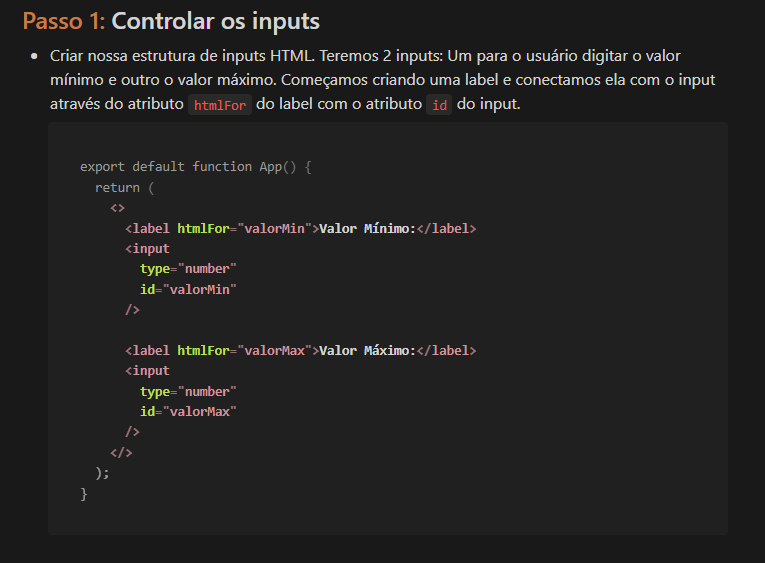 Passo 1: Controlar os inputs
Criar nossa estrutura de inputs HTML. Teremos 2 inputs: Um para o usuário digitar o valor
mínimo e outro o valor máximo. Começamos criando uma label e conectamos ela com o input
através do atributo htmlFor do label com o atributo id do input.
export default function App() {
  return (
    <>
      <label htmlFor="valorMin">Valor Mínimo:</label>
      <input
        type="number"
        id="valorMin"
      />
      <label htmlFor="valorMax">Valor Máximo:</label>
      <input
        type="number"
        id="valorMax"
      />
    </>
  );
}